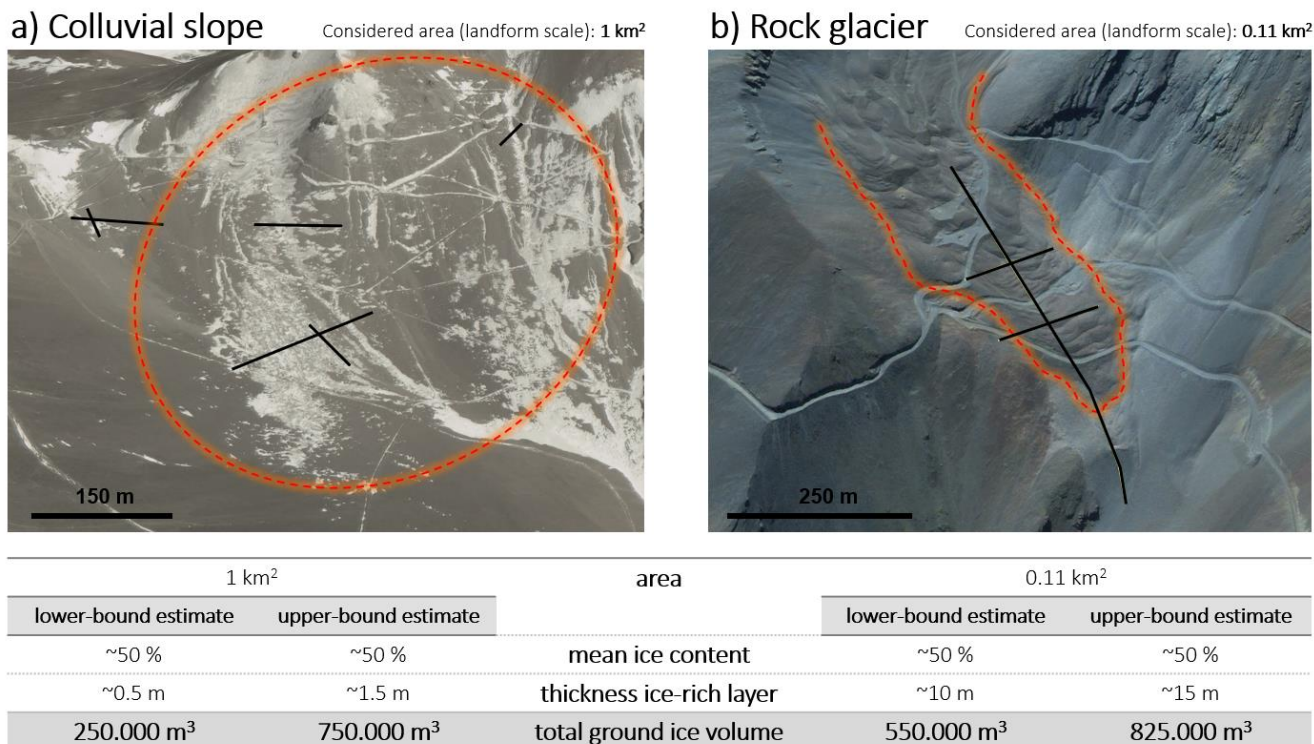 a) Colluvial slope
Considered area (landform scale): 1 km²
b) Rock glacier
Considered area (landform scale): 0.11 km²
150 m
250 m
1 km² area 0.11 km²
lower-bound estimate upper-bound estimate lower-bound estimate upper-bound estimate
~50 % ~50 % mean ice content ~50 % ~50 %
~0.5 m ~1.5 m thickness ice-rich layer ~10 m ~15 m
250.000 m³ 750.000 m³ total ground ice volume 550.000 m³ 825.000 m³